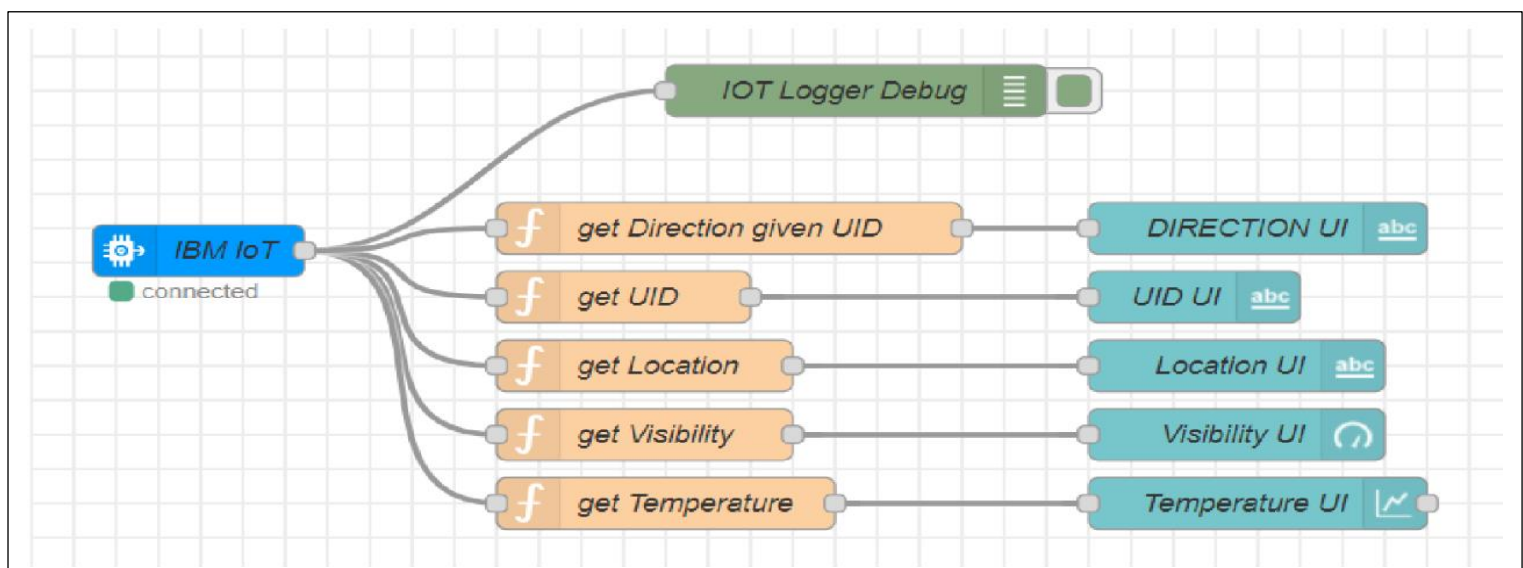 IOT Logger Debug
IBM IoT
connected
get Direction given UID
DIRECTION UI
abc
get UID
UID UI
abc
get Location
Location UI
abc
get Visibility
Visibility UI
get Temperature
Temperature UI